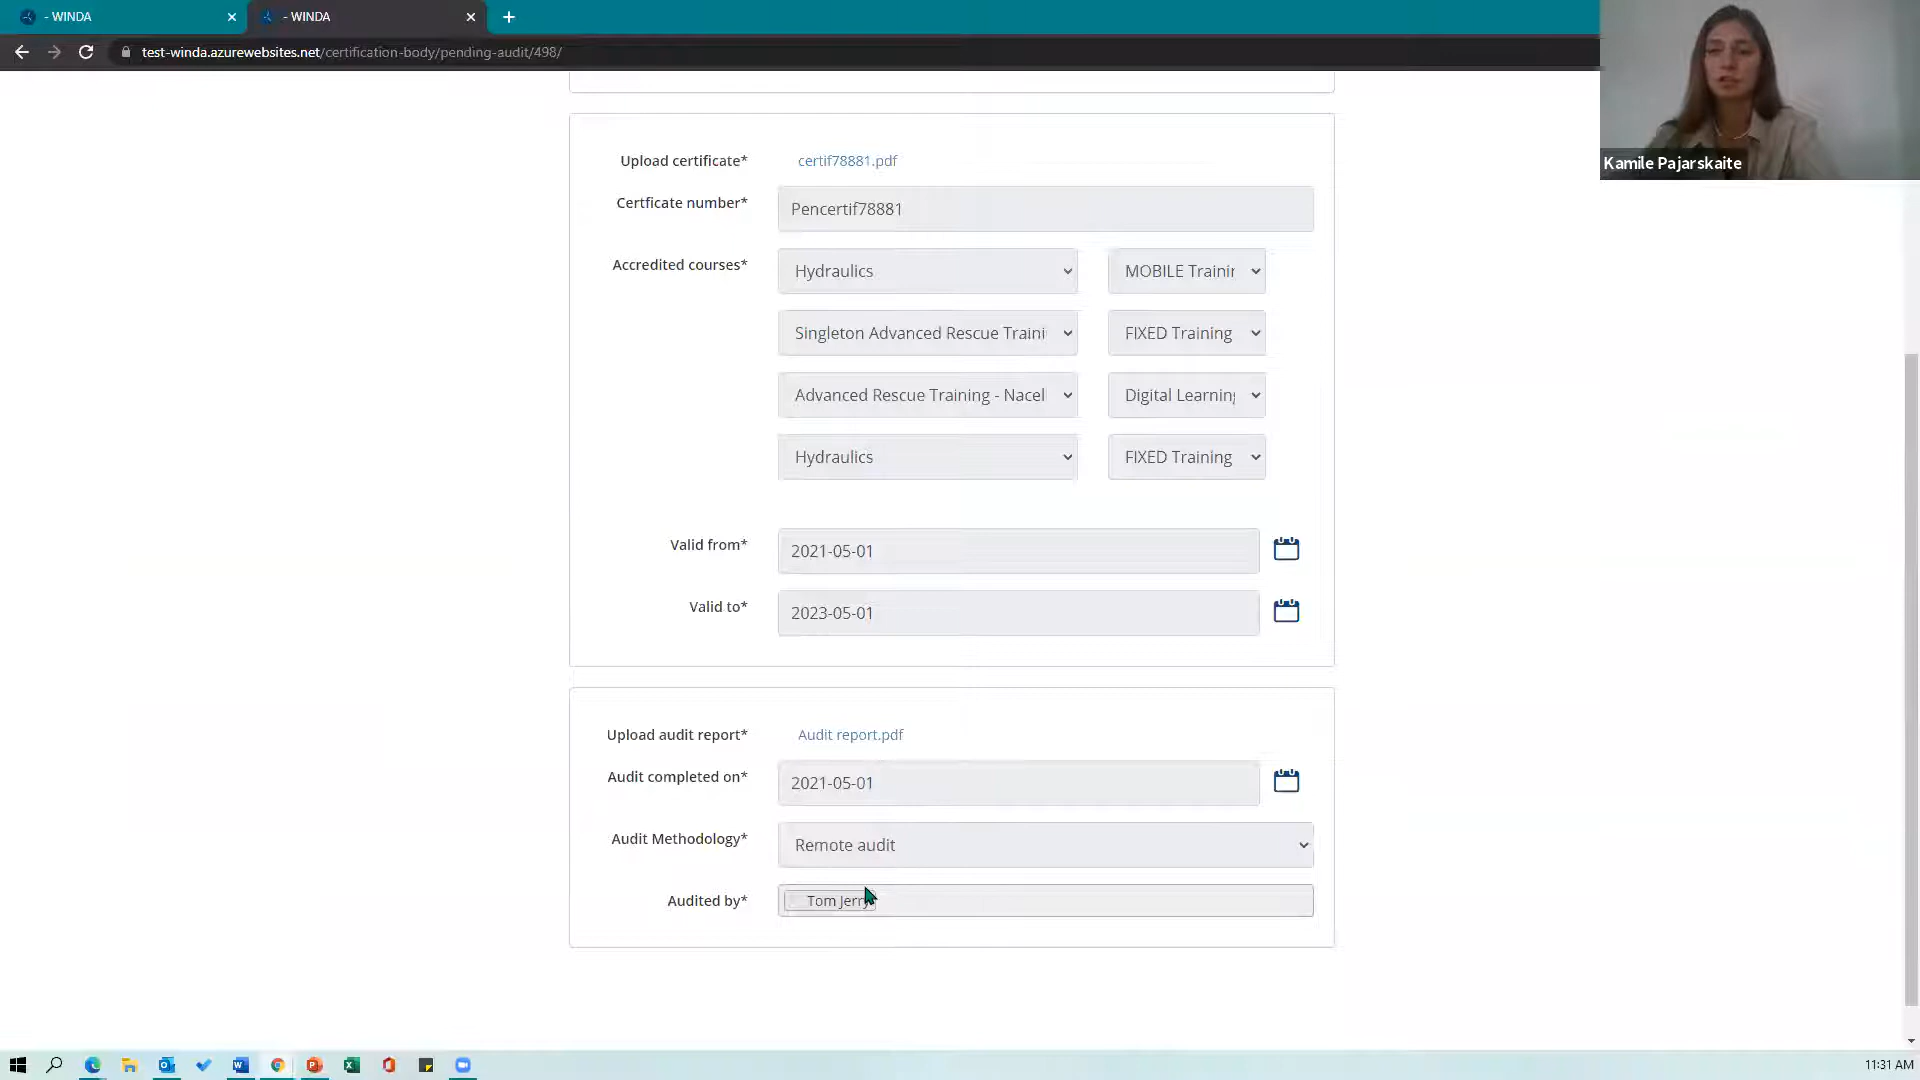 - WINDA
- WINDA
test-winda.azurewebsites.net/certification-body/pending-audit/498/
Kamile Pajarskaite
Upload certificate* certif78881.pdf
Certficate number* Pencertif78881
Accredited courses* Hydraulics MOBILE Trainin
Singleton Advanced Rescue Traini FIXED Training
Advanced Rescue Training - Nacel Digital Learning
Hydraulics FIXED Training
Valid from* 2021-05-01
Valid to* 2023-05-01
Upload audit report* Audit report.pdf
Audit completed on* 2021-05-01
Audit Methodology* Remote audit
Audited by* Tom Jerry
11:31 AM